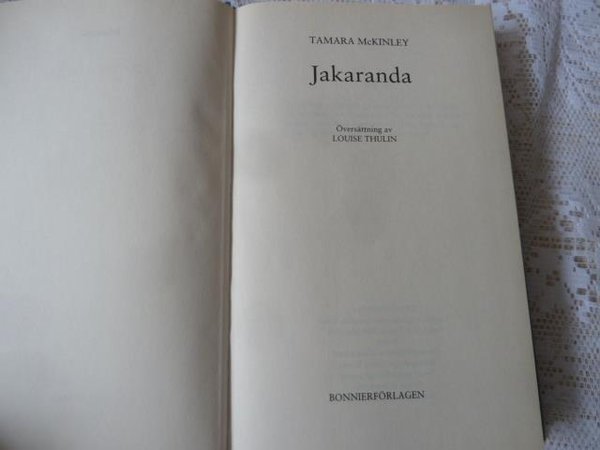 TAMARA McKINLEY
Jakaranda
Översättning av
LOUISE THULIN
BONNIERFÖRLAGEN